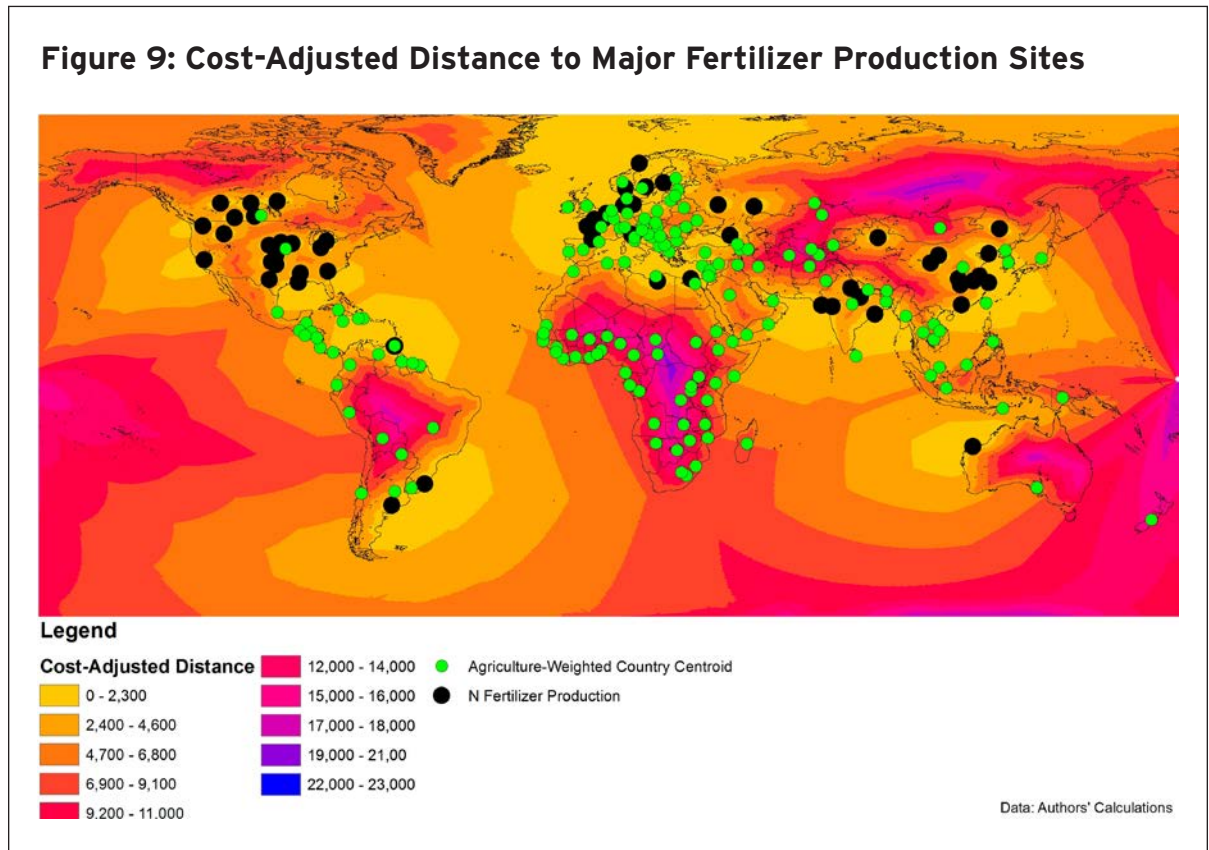 Figure 9: Cost-Adjusted Distance to Major Fertilizer Production Sites
Legend
Cost-Adjusted Distance
0 - 2,300
2,400 - 4,600
4,700 - 6,800
6,900 - 9,100
9,200 - 11,000
12,000 - 14,000
15,000 - 16,000
17,000 - 18,000
19,000 - 21,00
22,000 - 23,000
Agriculture-Weighted Country Centroid
N Fertilizer Production
Data: Authors' Calculations